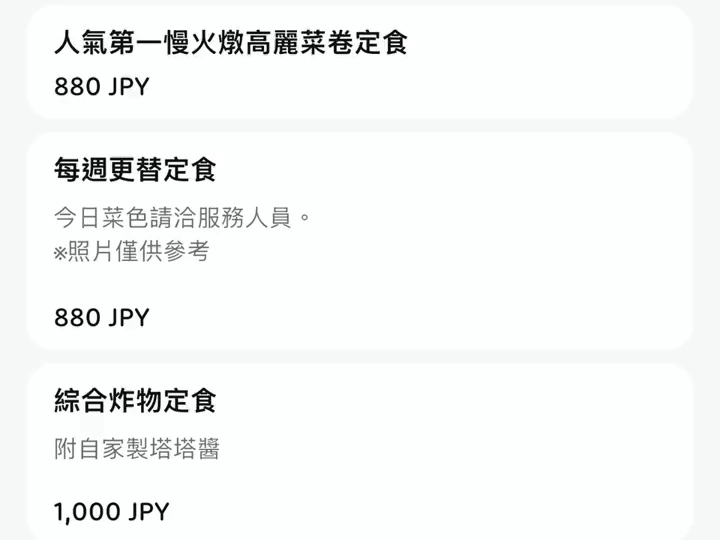 人氣第一慢火燉高麗菜卷定食
880 JPY
每週更替定食
今日菜色請洽服務人員。
※照片僅供參考
880 JPY
綜合炸物定食
附自家製塔塔醬
1,000 JPY